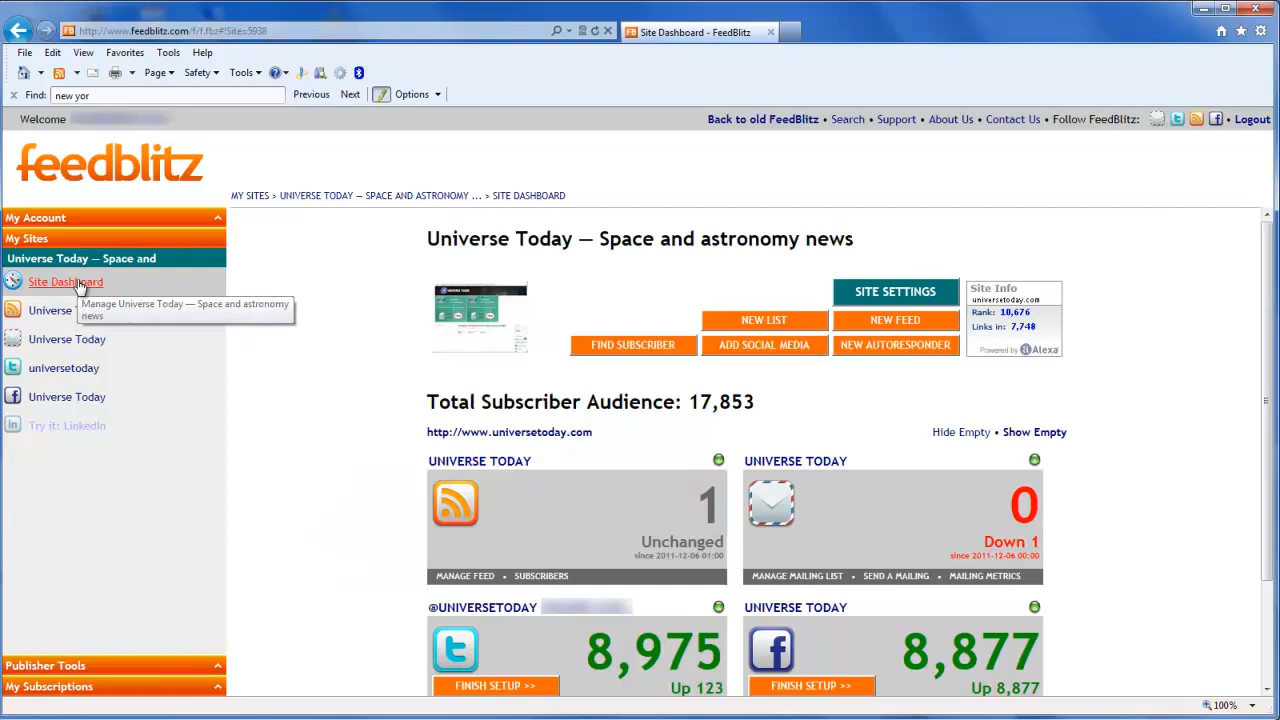 http://www.feedblitz.com/f/f.fbz#!Site=5938
Site Dashboard - FeedBlitz
File Edit View Favorites Tools Help
Page Safety Tools
Find: new yor Previous Next Options
Welcome
Back to old FeedBlitz • Search • Support • About Us • Contact Us • Follow FeedBlitz: • Logout
feedblitz
MY SITES > UNIVERSE TODAY — SPACE AND ASTRONOMY ... > SITE DASHBOARD
My Account
My Sites
Universe Today — Space and
Site Dashboard
Manage Universe Today — Space and astronomy
news
Universe
Universe Today
universetoday
Universe Today
Try it: LinkedIn
Publisher Tools
My Subscriptions
Universe Today — Space and astronomy news
SITE SETTINGS
NEW LIST
NEW FEED
FIND SUBSCRIBER
ADD SOCIAL MEDIA
NEW AUTORESPONDER
Site Info
universetoday.com
Rank: 10,676
Links in: 7,748
Powered by Alexa
Total Subscriber Audience: 17,853
http://www.universetoday.com
Hide Empty • Show Empty
UNIVERSE TODAY
1
Unchanged
since 2011-12-06 01:00
MANAGE FEED • SUBSCRIBERS
UNIVERSE TODAY
0
Down 1
since 2011-12-06 00:00
MANAGE MAILING LIST • SEND A MAILING • MAILING METRICS
@UNIVERSETODAY
8,975
FINISH SETUP >>
Up 123
UNIVERSE TODAY
8,877
FINISH SETUP >>
Up 8,877
100%